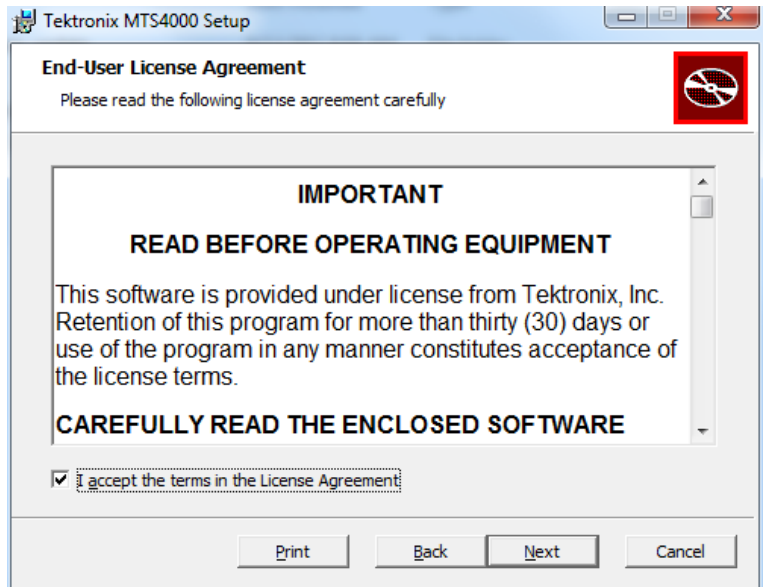 Tektronix MTS4000 Setup
End-User License Agreement
Please read the following license agreement carefully
IMPORTANT
READ BEFORE OPERATING EQUIPMENT
This software is provided under license from Tektronix, Inc.
Retention of this program for more than thirty (30) days or
use of the program in any manner constitutes acceptance of
the license terms.
CAREFULLY READ THE ENCLOSED SOFTWARE
I accept the terms in the License Agreement
Print Back Next Cancel